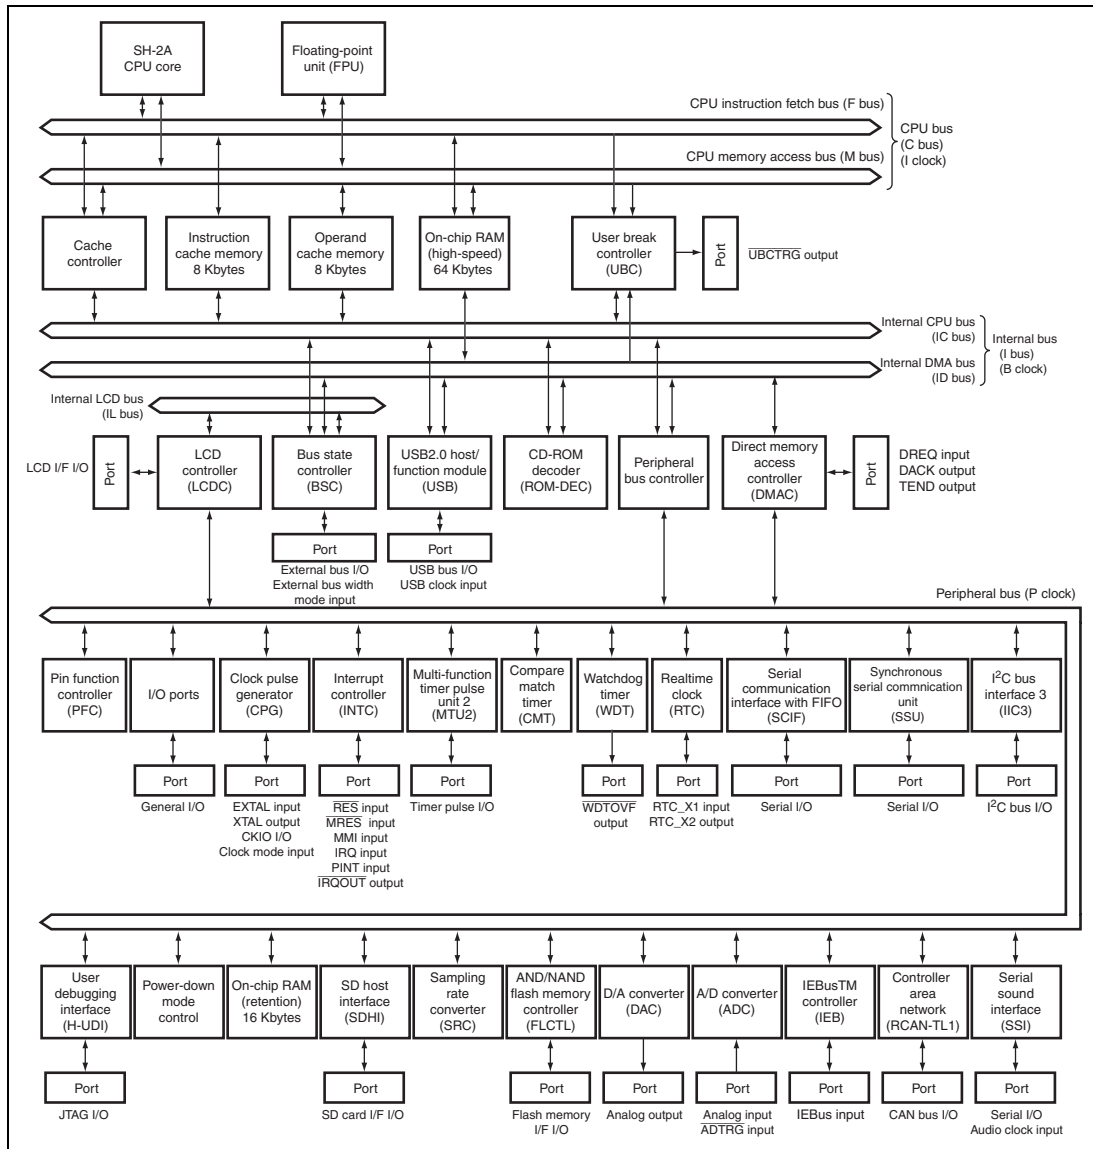 SH-2A
CPU core
Floating-point
unit (FPU)
CPU instruction fetch bus (F bus)
CPU bus
(C bus)
(I clock)
CPU memory access bus (M bus)
Cache
controller
Instruction
cache memory
8 Kbytes
Operand
cache memory
8 Kbytes
On-chip RAM
(high-speed)
64 Kbytes
User break
controller
(UBC)
Port
UBCTRG output
Internal CPU bus
(IC bus)
Internal bus
(I bus)
(B clock)
Internal DMA bus
(ID bus)
Internal LCD bus
(IL bus)
LCD I/F I/O
Port
LCD
controller
(LCDC)
Bus state
controller
(BSC)
USB2.0 host/
function module
(USB)
CD-ROM
decoder
(ROM-DEC)
Peripheral
bus controller
Direct memory
access
controller
(DMAC)
Port
DREQ input
DACK output
TEND output
Port
External bus I/O
External bus width
mode input
Port
USB bus I/O
USB clock input
Peripheral bus (P clock)
Pin function
controller
(PFC)
I/O ports
Clock pulse
generator
(CPG)
Interrupt
controller
(INTC)
Multi-function
timer pulse
unit 2
(MTU2)
Compare
match
timer
(CMT)
Watchdog
timer
(WDT)
Realtime
clock
(RTC)
Serial
communication
interface with FIFO
(SCIF)
Synchronous
serial commnication
unit
(SSU)
I²C bus
interface 3
(IIC3)
Port
General I/O
Port
EXTAL input
XTAL output
CKIO I/O
Clock mode input
Port
RES input
MRES input
MMI input
IRQ input
PINT input
IRQOUT output
Port
Timer pulse I/O
Port
WDTOVF
output
Port
RTC_X1 input
RTC_X2 output
Port
Serial I/O
Port
Serial I/O
Port
I²C bus I/O
User
debugging
interface
(H-UDI)
Power-down
mode
control
On-chip RAM
(retention)
16 Kbytes
SD host
interface
(SDHI)
Sampling
rate
converter
(SRC)
AND/NAND
flash memory
controller
(FLCTL)
D/A converter
(DAC)
A/D converter
(ADC)
IEBusTM
controller
(IEB)
Controller
area
network
(RCAN-TL1)
Serial
sound
interface
(SSI)
Port
JTAG I/O
Port
SD card I/F I/O
Port
Flash memory
I/F I/O
Port
Analog output
Port
Analog input
ADTRG input
Port
IEBus input
Port
CAN bus I/O
Port
Serial I/O
Audio clock input